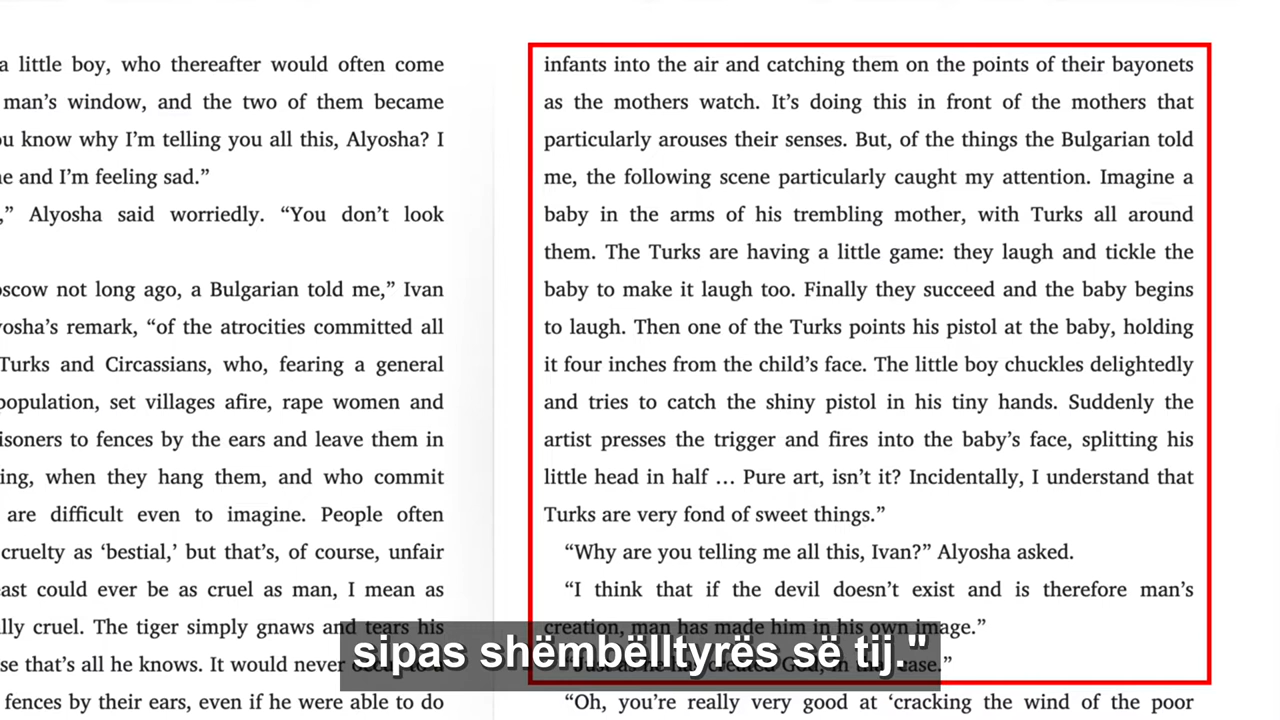 a little boy, who thereafter would often come
man’s window, and the two of them became
know why I’m telling you all this, Alyosha? I
and I’m feeling sad.”
Alyosha said worriedly. “You don’t look
not long ago, a Bulgarian told me,” Ivan
remark, “of the atrocities committed all
Turks and Circassians, who, fearing a general
population, set villages afire, rape women and
to fences by the ears and leave them in
when they hang them, and who commit
are difficult even to imagine. People often
cruelty as ‘bestial,’ but that’s, of course, unfair
could ever be as cruel as man, I mean as
cruel. The tiger simply gnaws and tears his
that’s all he knows. It would never
fences by their ears, even if he were able to do
infants into the air and catching them on the points of their bayonets
as the mothers watch. It’s doing this in front of the mothers that
particularly arouses their senses. But, of the things the Bulgarian told
me, the following scene particularly caught my attention. Imagine a
baby in the arms of his trembling mother, with Turks all around
them. The Turks are having a little game: they laugh and tickle the
baby to make it laugh too. Finally they succeed and the baby begins
to laugh. Then one of the Turks points his pistol at the baby, holding
it four inches from the child’s face. The little boy chuckles delightedly
and tries to catch the shiny pistol in his tiny hands. Suddenly the
artist presses the trigger and fires into the baby’s face, splitting his
little head in half … Pure art, isn’t it? Incidentally, I understand that
Turks are very fond of sweet things.”
“Why are you telling me all this, Ivan?” Alyosha asked.
“I think that if the devil doesn’t exist and is therefore man’s
creation, man has made him in his own image.”
“Just as he has created God, in that case.”
“Oh, you’re really very good at ‘cracking the wind of the poor
sipas shëmbëlltyrës së tij."